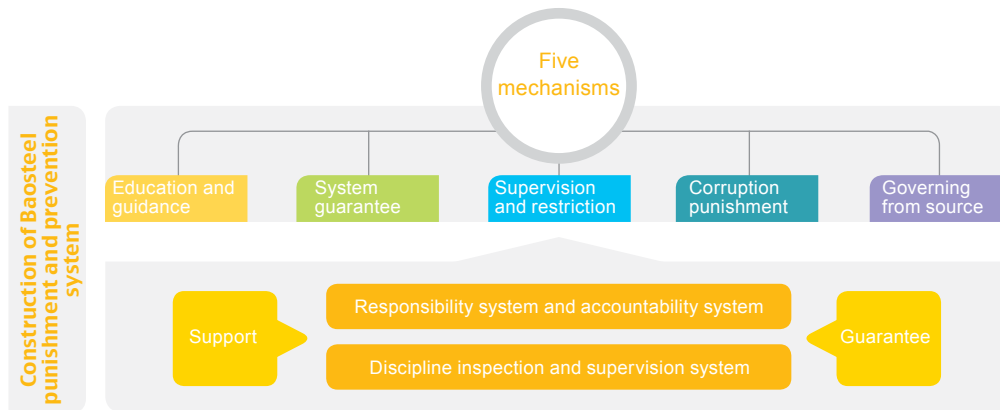 Construction of Baosteel
punishment and prevention
system
Five
mechanisms
Education and
guidance
System
guarantee
Supervision
and restriction
Corruption
punishment
Governing
from source
Support
Responsibility system and accountability system
Discipline inspection and supervision system
Guarantee